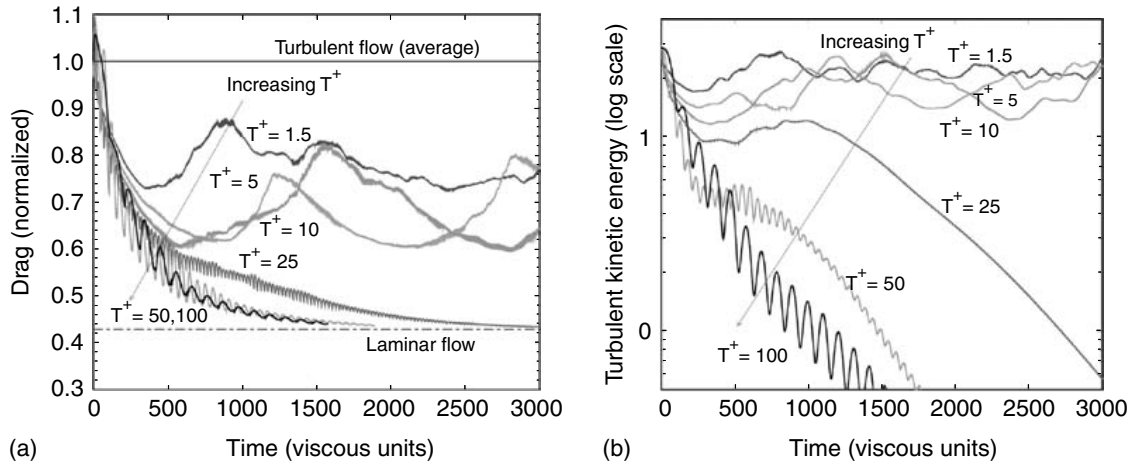 Drag (normalized)
1.1
1.0
0.9
0.8
0.7
0.6
0.5
0.4
0.3
Turbulent flow (average)
Increasing T+
T+ = 1.5
T+ = 5
T+ = 10
T+ = 25
T+ = 50,100
Laminar flow
0 500 1000 1500 2000 2500 3000
(a) Time (viscous units)
Turbulent kinetic energy (log scale)
1
0
Increasing T+
T+ = 1.5
T+ = 5
T+ = 10
T+ = 25
T+ = 50
T+ = 100
0 500 1000 1500 2000 2500 3000
(b) Time (viscous units)